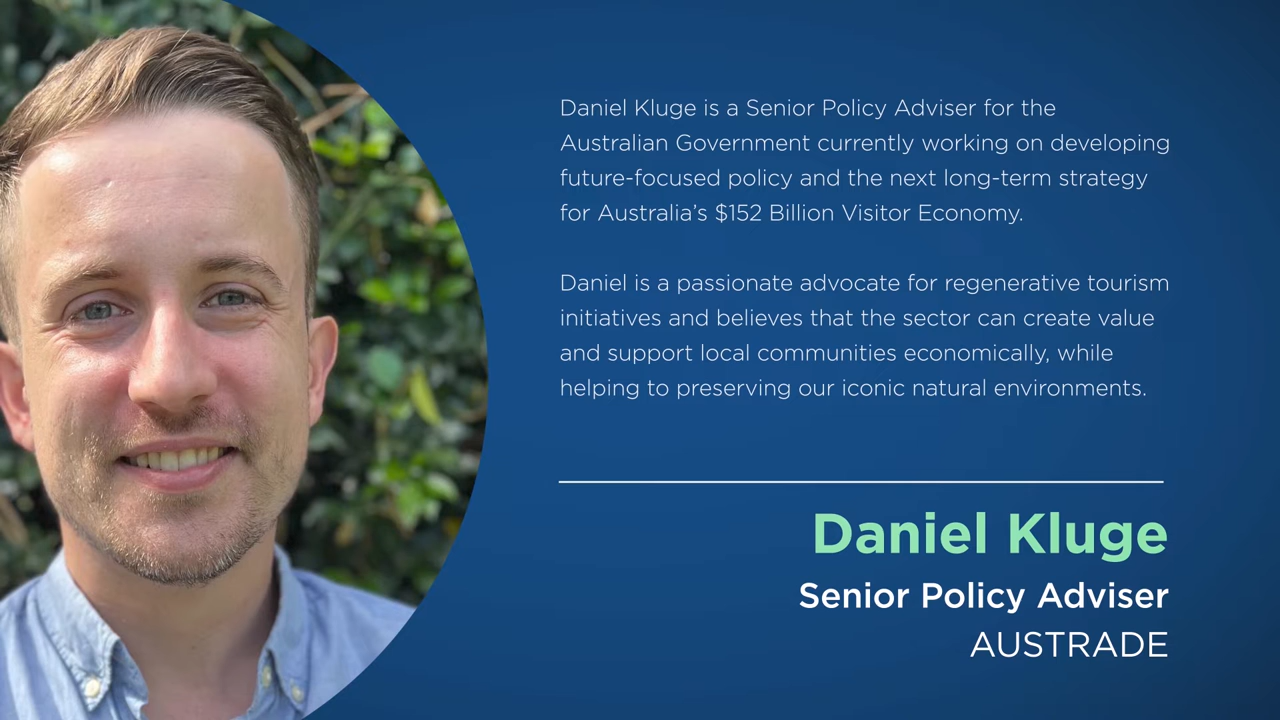 Daniel Kluge is a Senior Policy Adviser for the
Australian Government currently working on developing
future-focused policy and the next long-term strategy
for Australia’s $152 Billion Visitor Economy.
Daniel is a passionate advocate for regenerative tourism
initiatives and believes that the sector can create value
and support local communities economically, while
helping to preserving our iconic natural environments.
Daniel Kluge
Senior Policy Adviser
AUSTRADE